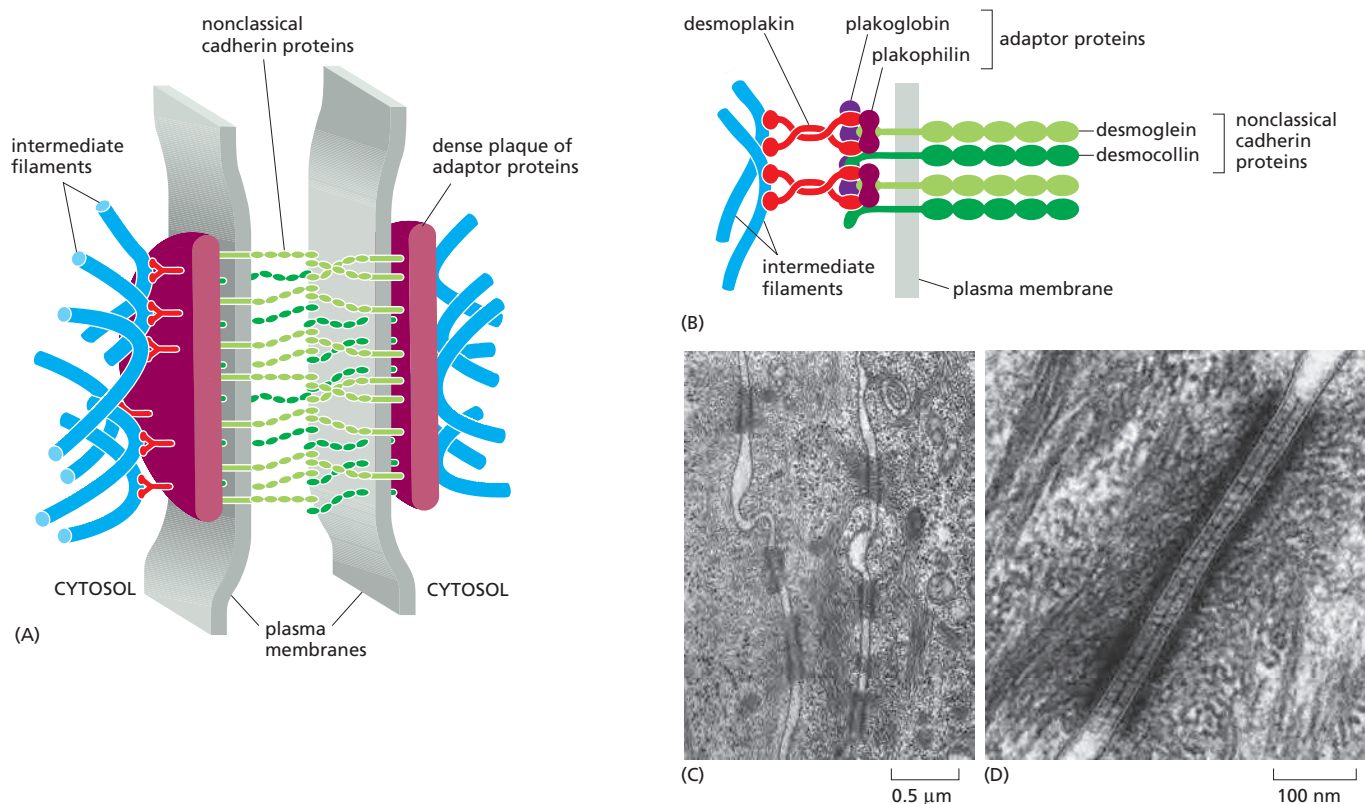 nonclassical
cadherin proteins
intermediate
filaments
dense plaque of
adaptor proteins
CYTOSOL
CYTOSOL
plasma
membranes
(A)
desmoplakin
plakoglobin
plakophilin
adaptor proteins
desmoglein
desmocollin
nonclassical
cadherin
proteins
intermediate
filaments
plasma membrane
(B)
(C)
0.5 μm
(D)
100 nm